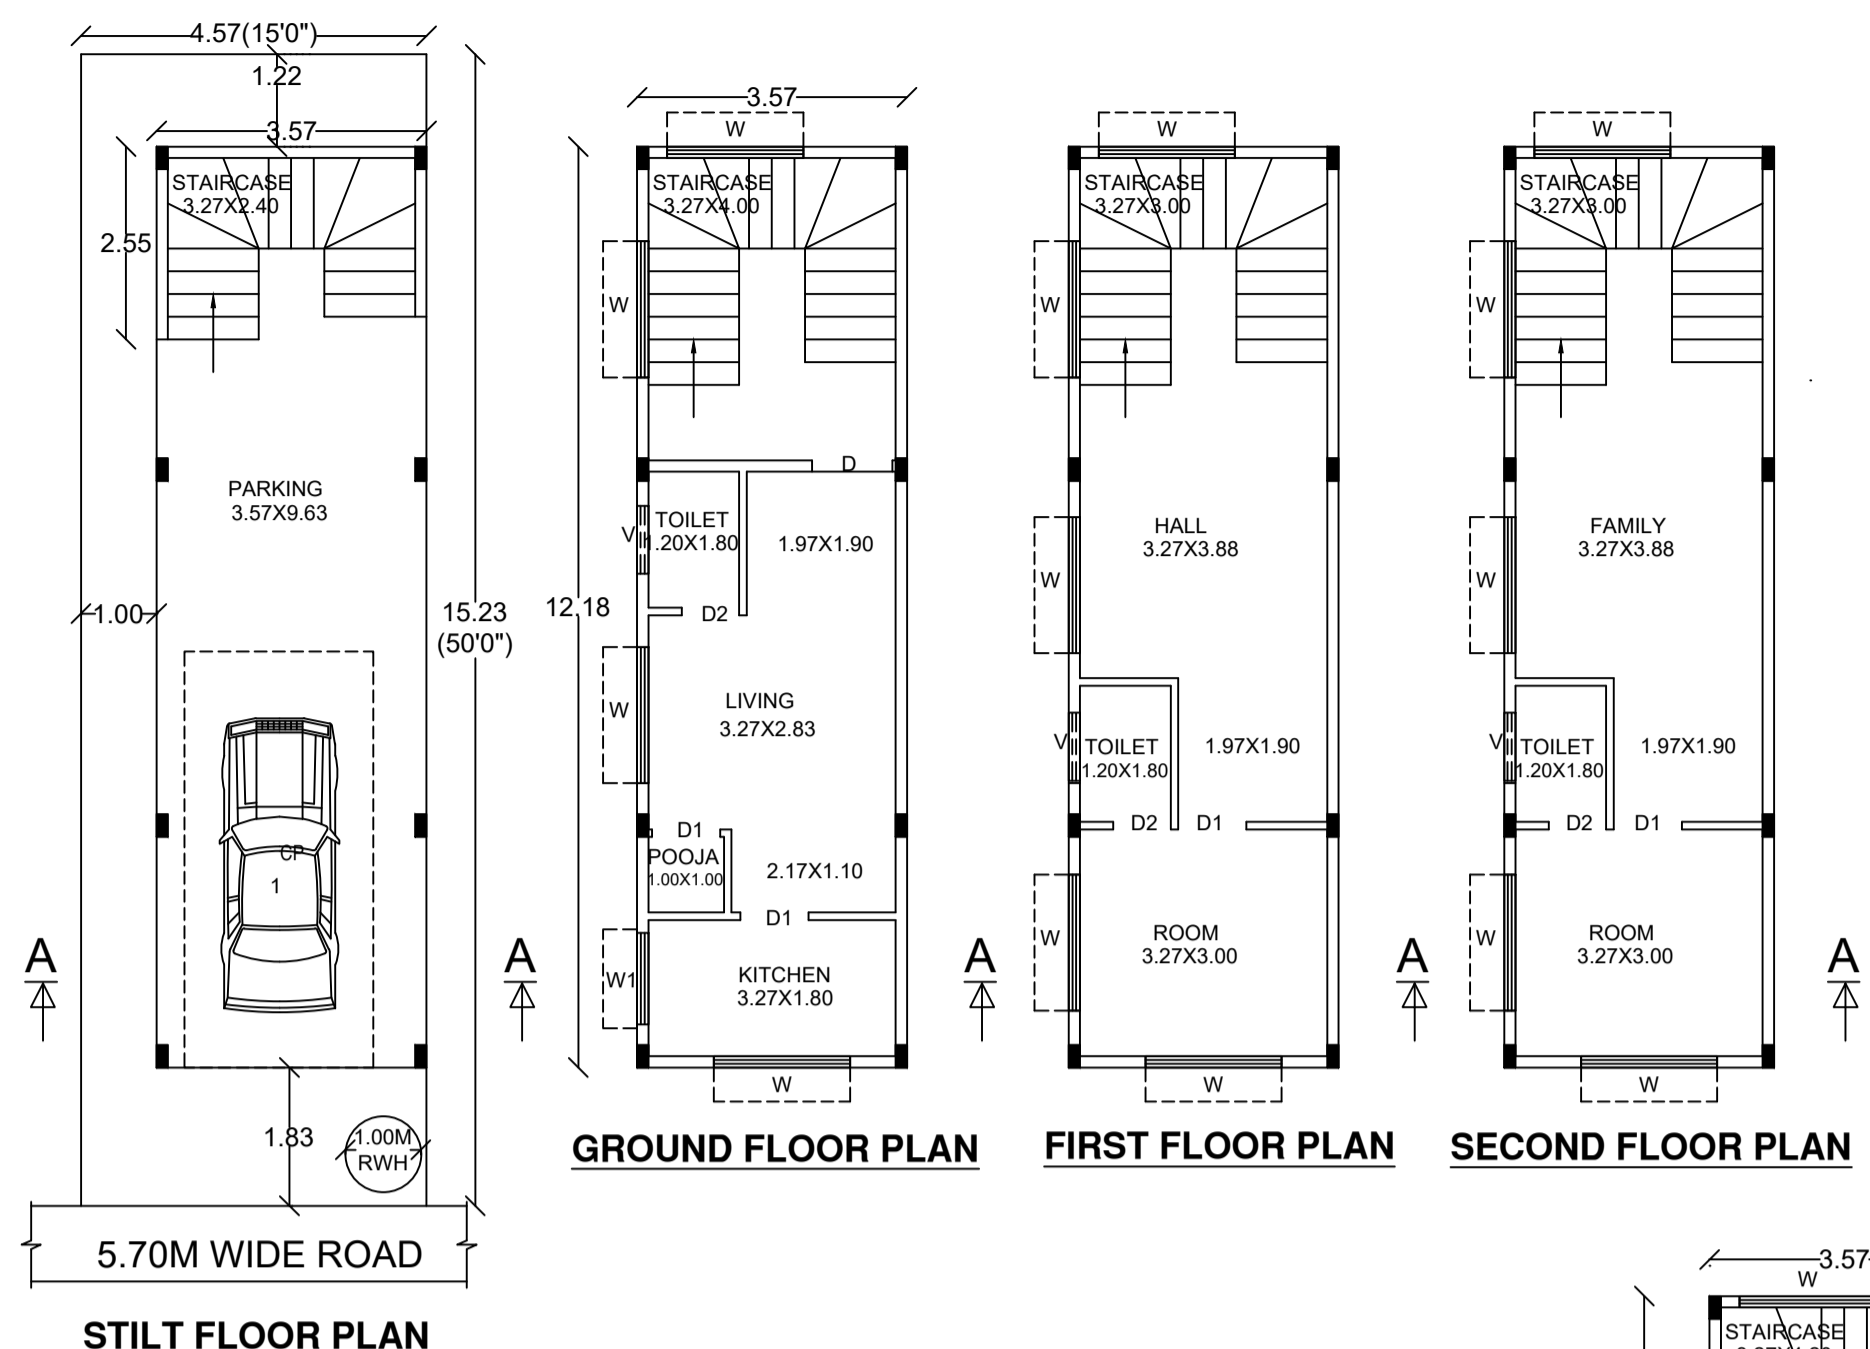 4.57(15'0")
1.22
3.57
STAIRCASE
3.27X2.40
2.55
PARKING
3.57X9.63
1.00
15.23
(50'0")
CP
1
A
A
1.83
1.00M
RWH
5.70M WIDE ROAD
STILT FLOOR PLAN
3.57
W
STAIRCASE
3.27X4.00
W
12.18
D
TOILET
1.20X1.80
V
1.97X1.90
D2
W
LIVING
3.27X2.83
D1
POOJA
1.00X1.00
2.17X1.10
D1
W1
KITCHEN
3.27X1.80
A
W
GROUND FLOOR PLAN
W
STAIRCASE
3.27X3.00
W
HALL
3.27X3.88
W
V
TOILET
1.20X1.80
1.97X1.90
D2
D1
W
ROOM
3.27X3.00
A
W
FIRST FLOOR PLAN
W
STAIRCASE
3.27X3.00
W
FAMILY
3.27X3.88
W
V
TOILET
1.20X1.80
1.97X1.90
D2
D1
W
ROOM
3.27X3.00
A
W
SECOND FLOOR PLAN
3.57
W
STAIRCASE